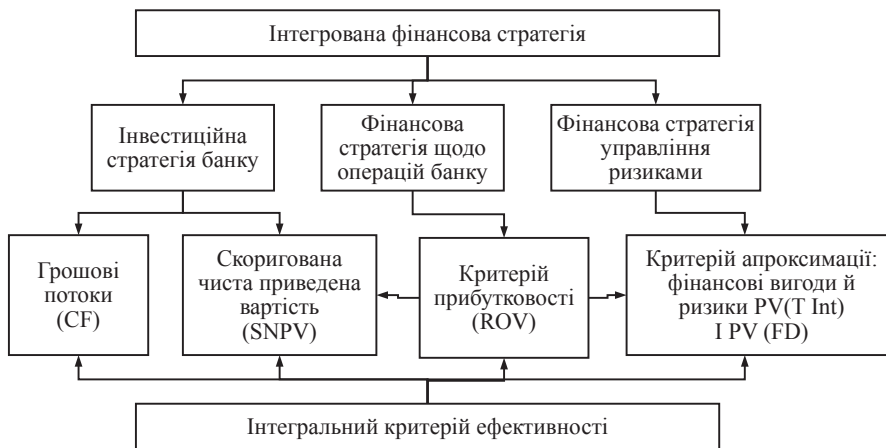 Інтегрована фінансова стратегія
Інвестиційна
стратегія банку
Фінансова
стратегія щодо
операцій банку
Фінансова стратегія
управління
ризиками
Грошові
потоки
(CF)
Скоригована
чиста приведена
вартість
(SNPV)
Критерій
прибутковості
(ROV)
Критерій апроксимації:
фінансові вигоди й
ризики PV(T Int)
І PV (FD)
Інтегральний критерій ефективності